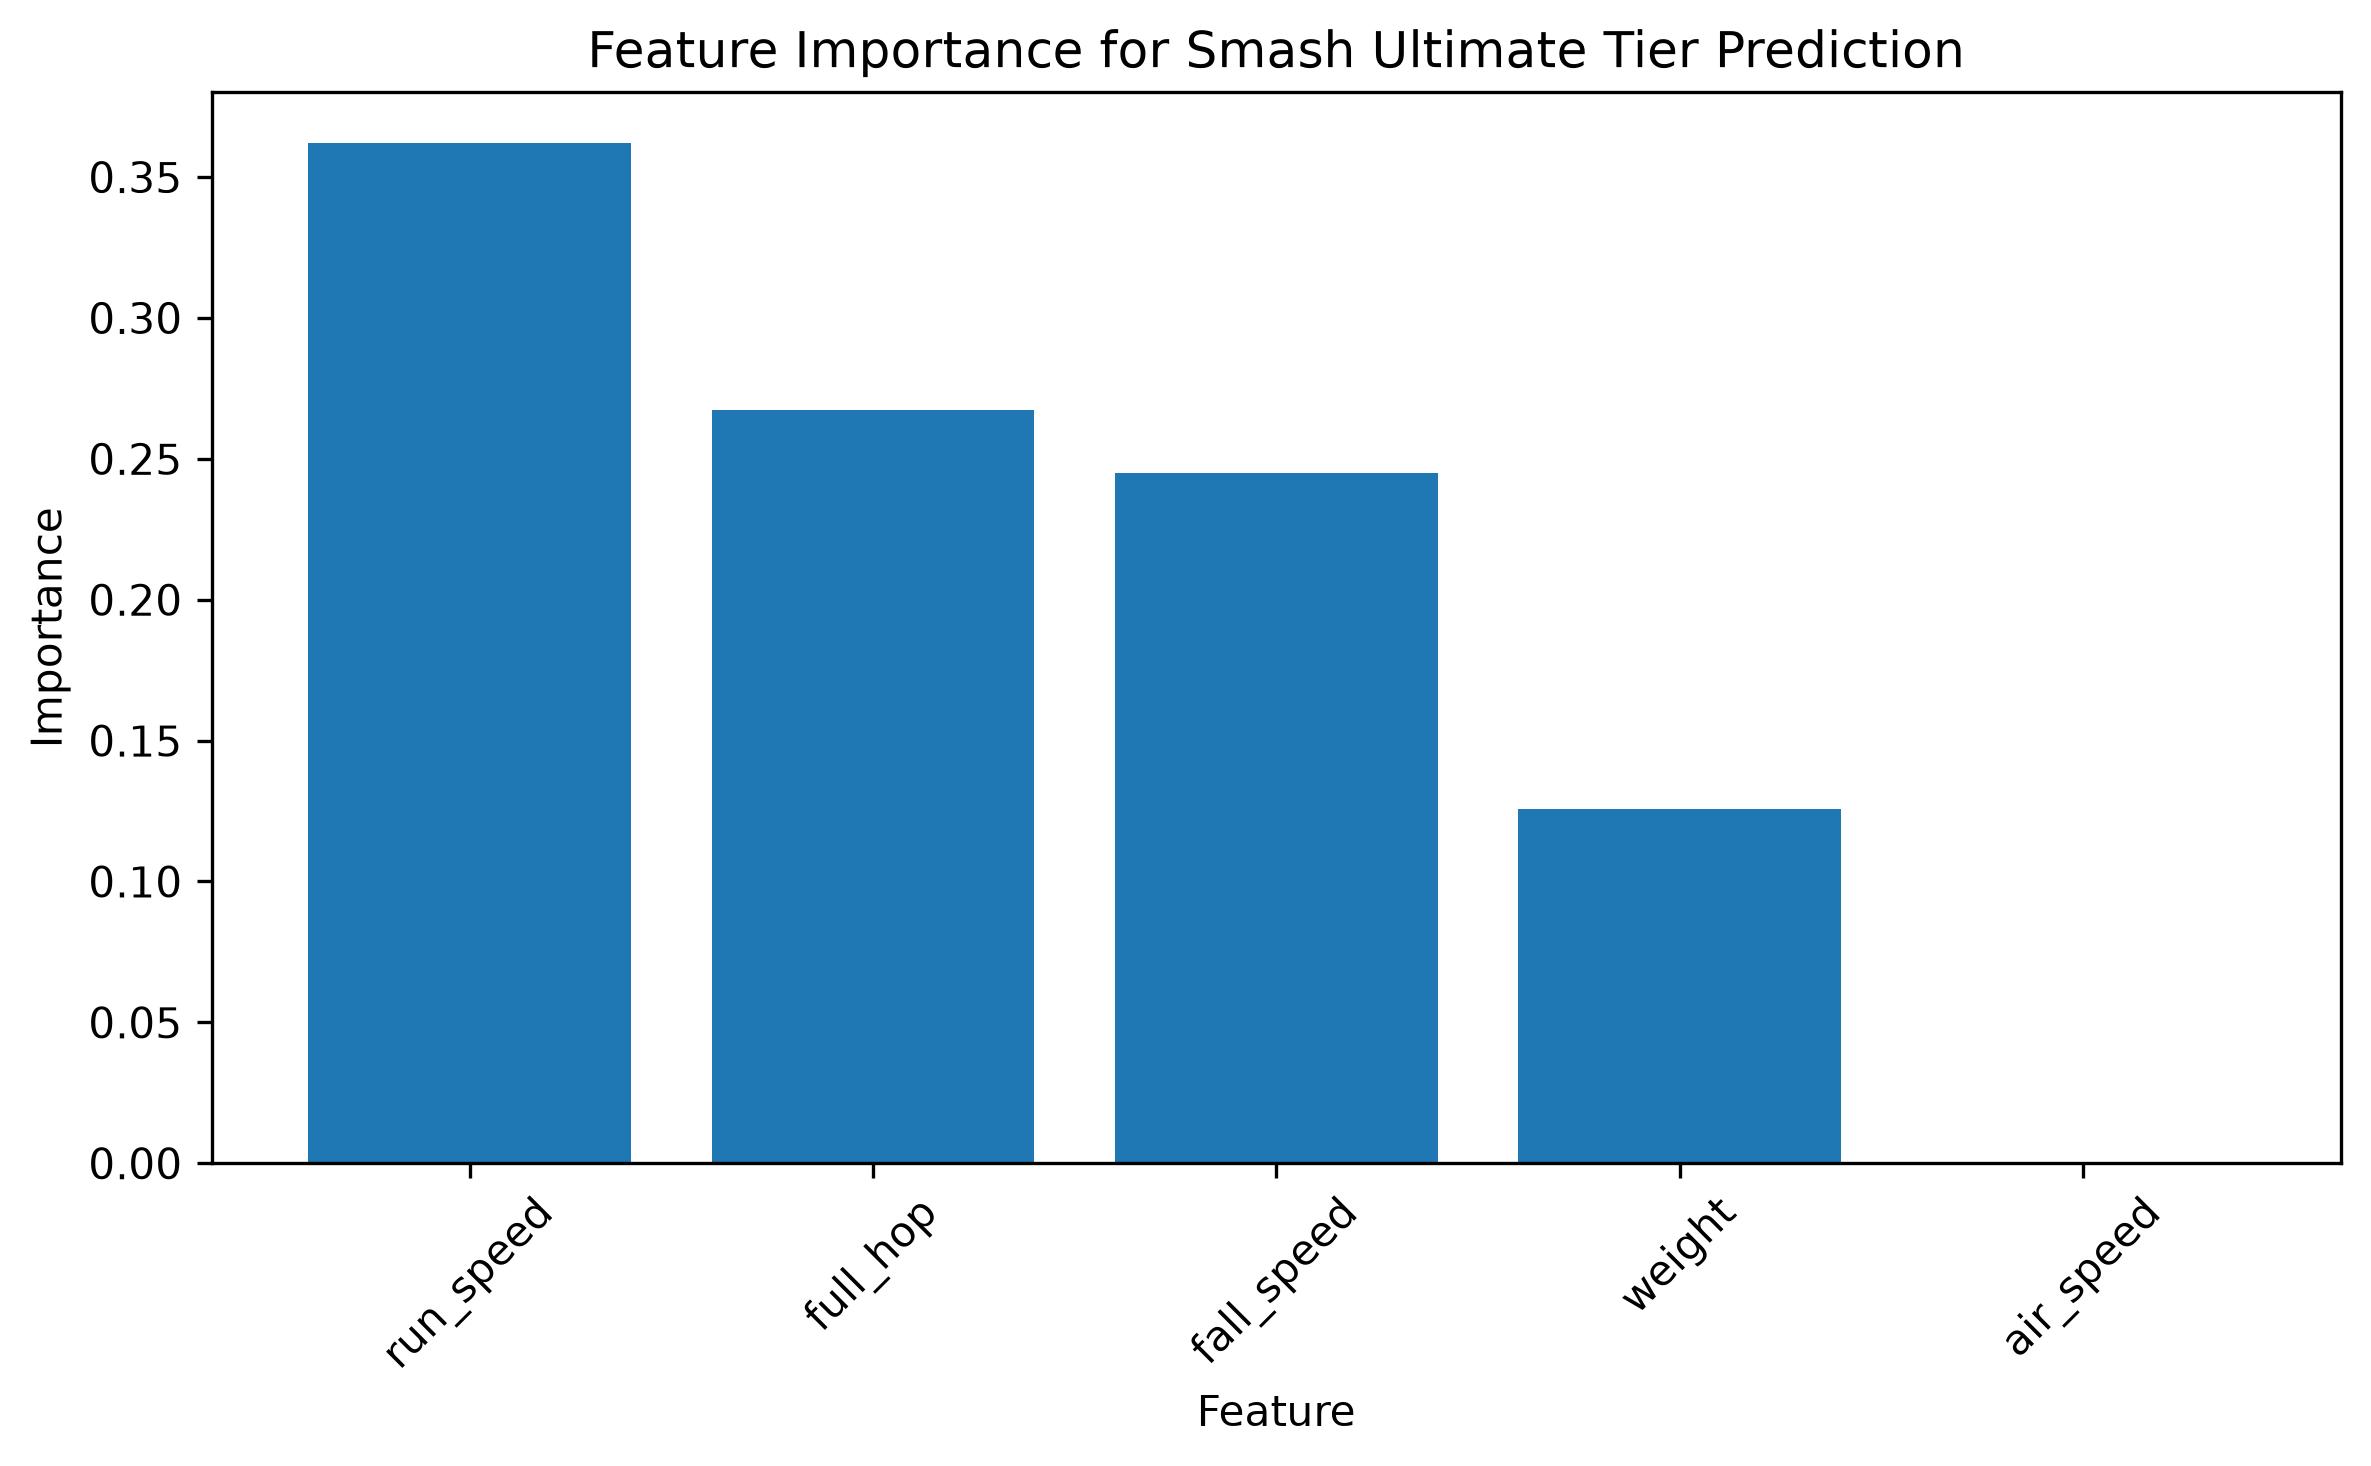 Feature Importance for Smash Ultimate Tier Prediction
Importance
0.35
0.30
0.25
0.20
0.15
0.10
0.05
0.00
run_speed
full_hop
fall_speed
weight
air_speed
Feature